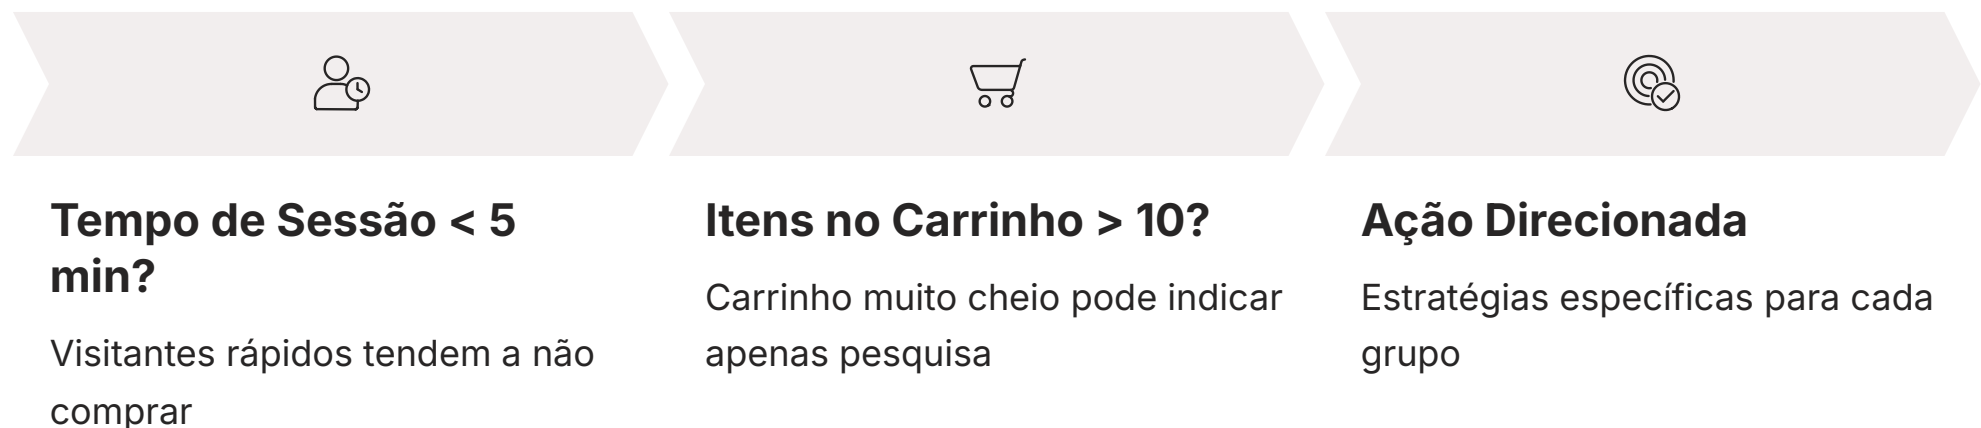 Tempo de Sessão < 5
min?
Visitantes rápidos tendem a não
comprar
Itens no Carrinho > 10?
Carrinho muito cheio pode indicar
apenas pesquisa
Ação Direcionada
Estratégias específicas para cada
grupo